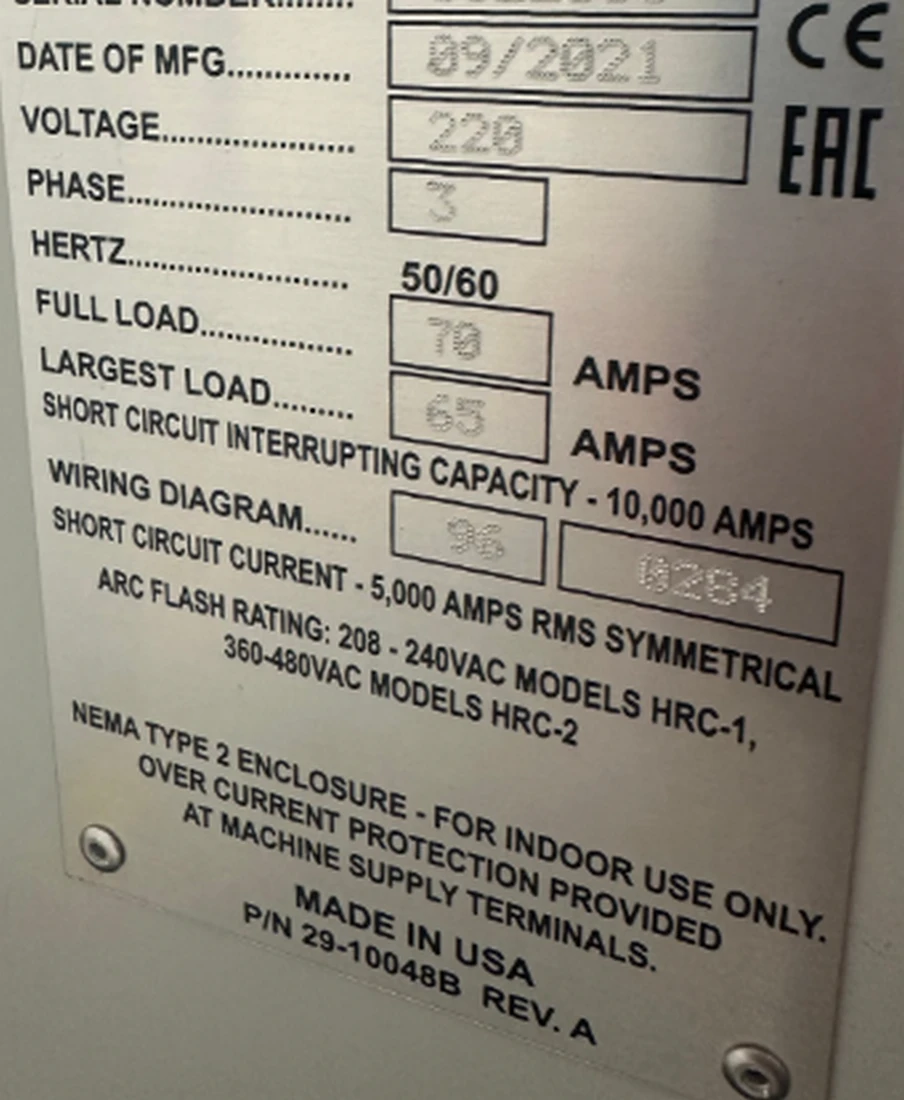 SERIAL NUMBER........
DATE OF MFG............. 09/2021
CE
VOLTAGE.................... 220
EAC
PHASE....................... 3
HERTZ....................... 50/60
FULL LOAD................ 70 AMPS
LARGEST LOAD......... 65 AMPS
SHORT CIRCUIT INTERRUPTING CAPACITY - 10,000 AMPS
WIRING DIAGRAM...... 96 0284
SHORT CIRCUIT CURRENT - 5,000 AMPS RMS SYMMETRICAL
ARC FLASH RATING: 208 - 240VAC MODELS HRC-1,
360-480VAC MODELS HRC-2
NEMA TYPE 2 ENCLOSURE - FOR INDOOR USE ONLY.
OVER CURRENT PROTECTION PROVIDED
AT MACHINE SUPPLY TERMINALS.
MADE IN USA
P/N 29-10048B REV. A